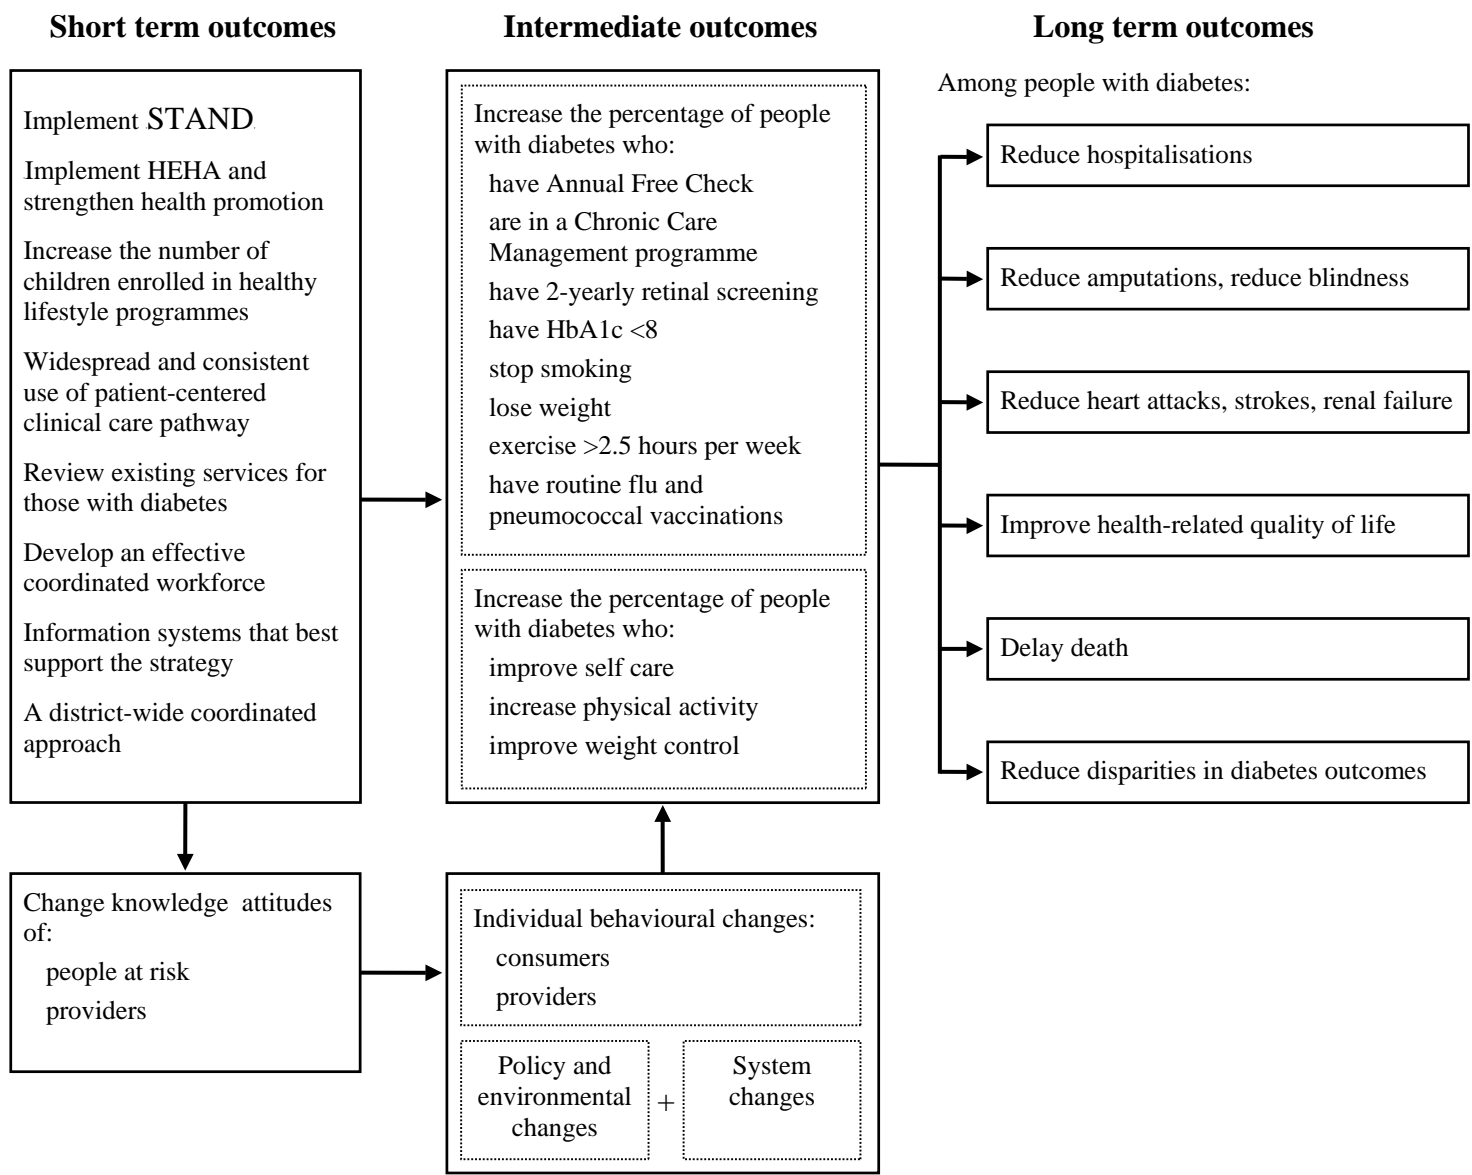 Short term outcomes
Implement STAND
Implement HEHA and
strengthen health promotion
Increase the number of
children enrolled in healthy
lifestyle programmes
Widespread and consistent
use of patient-centered
clinical care pathway
Review existing services for
those with diabetes
Develop an effective
coordinated workforce
Information systems that best
support the strategy
A district-wide coordinated
approach
Change knowledge attitudes
of:
people at risk
providers
Intermediate outcomes
Increase the percentage of people
with diabetes who:
have Annual Free Check
are in a Chronic Care
Management programme
have 2-yearly retinal screening
have HbA1c <8
stop smoking
lose weight
exercise >2.5 hours per week
have routine flu and
pneumococcal vaccinations
Increase the percentage of people
with diabetes who:
improve self care
increase physical activity
improve weight control
Individual behavioural changes:
consumers
providers
Policy and
environmental
changes
+
System
changes
Long term outcomes
Among people with diabetes:
Reduce hospitalisations
Reduce amputations, reduce blindness
Reduce heart attacks, strokes, renal failure
Improve health-related quality of life
Delay death
Reduce disparities in diabetes outcomes